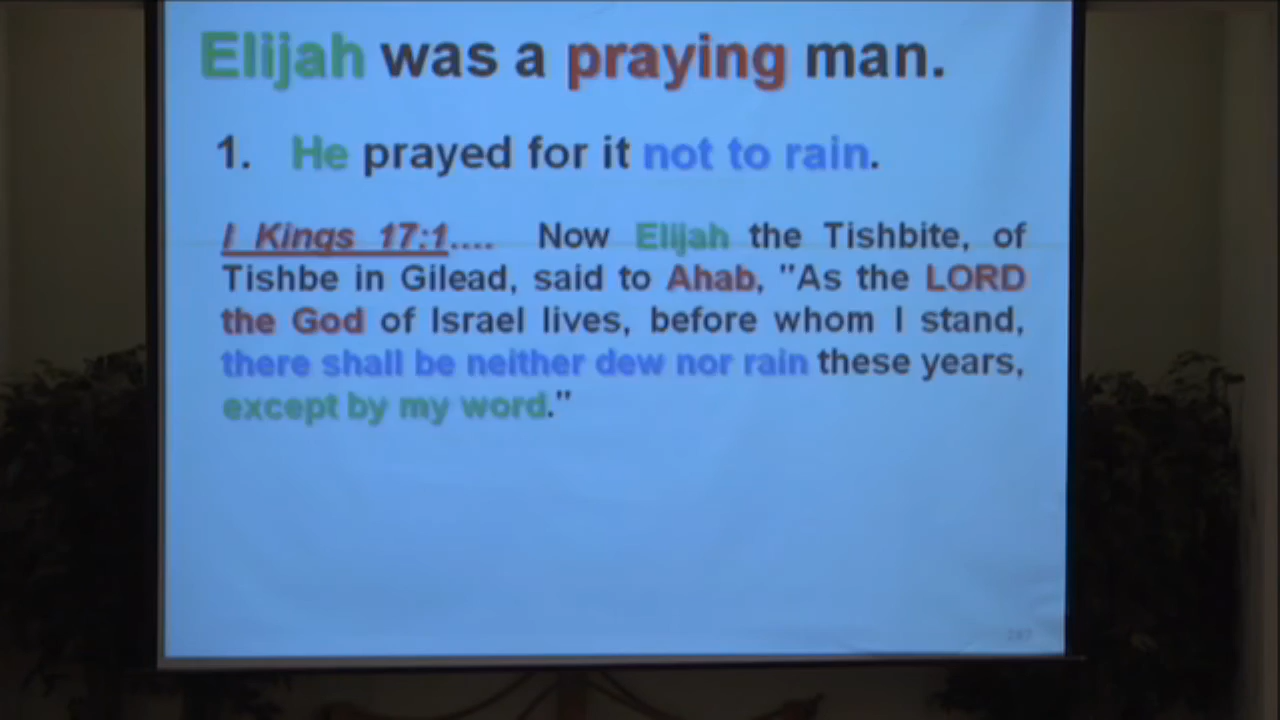 Elijah was a praying man.
1. He prayed for it not to rain.
I Kings 17:1.... Now Elijah the Tishbite, of
Tishbe in Gilead, said to Ahab, "As the LORD
the God of Israel lives, before whom I stand,
there shall be neither dew nor rain these years,
except by my word."